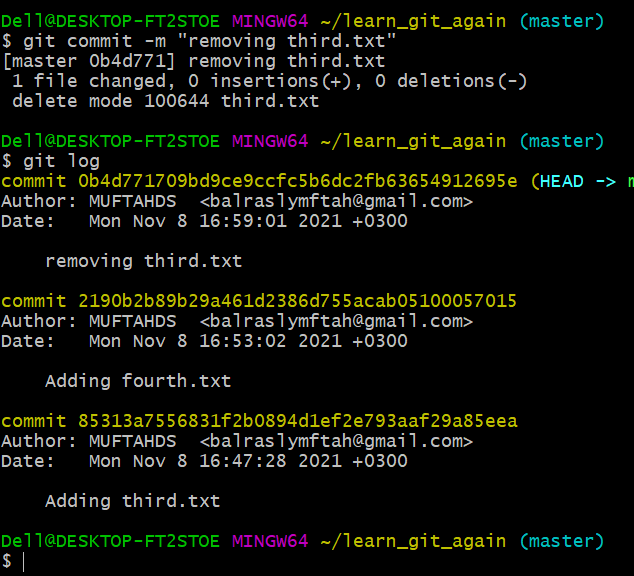 Dell@DESKTOP-FT2STOE MINGW64 ~/learn_git_again (master)
$ git commit -m "removing third.txt"
[master 0b4d771] removing third.txt
 1 file changed, 0 insertions(+), 0 deletions(-)
 delete mode 100644 third.txt

Dell@DESKTOP-FT2STOE MINGW64 ~/learn_git_again (master)
$ git log
commit 0b4d771709bd9ce9ccfc5b6dc2fb63654912695e (HEAD -> m
Author: MUFTAHDS  <balraslymftah@gmail.com>
Date:   Mon Nov 8 16:59:01 2021 +0300

    removing third.txt

commit 2190b2b89b29a461d2386d755acab05100057015
Author: MUFTAHDS  <balraslymftah@gmail.com>
Date:   Mon Nov 8 16:53:02 2021 +0300

    Adding fourth.txt

commit 85313a7556831f2b0894d1ef2e793aaf29a85eea
Author: MUFTAHDS  <balraslymftah@gmail.com>
Date:   Mon Nov 8 16:47:28 2021 +0300

    Adding third.txt

Dell@DESKTOP-FT2STOE MINGW64 ~/learn_git_again (master)
$